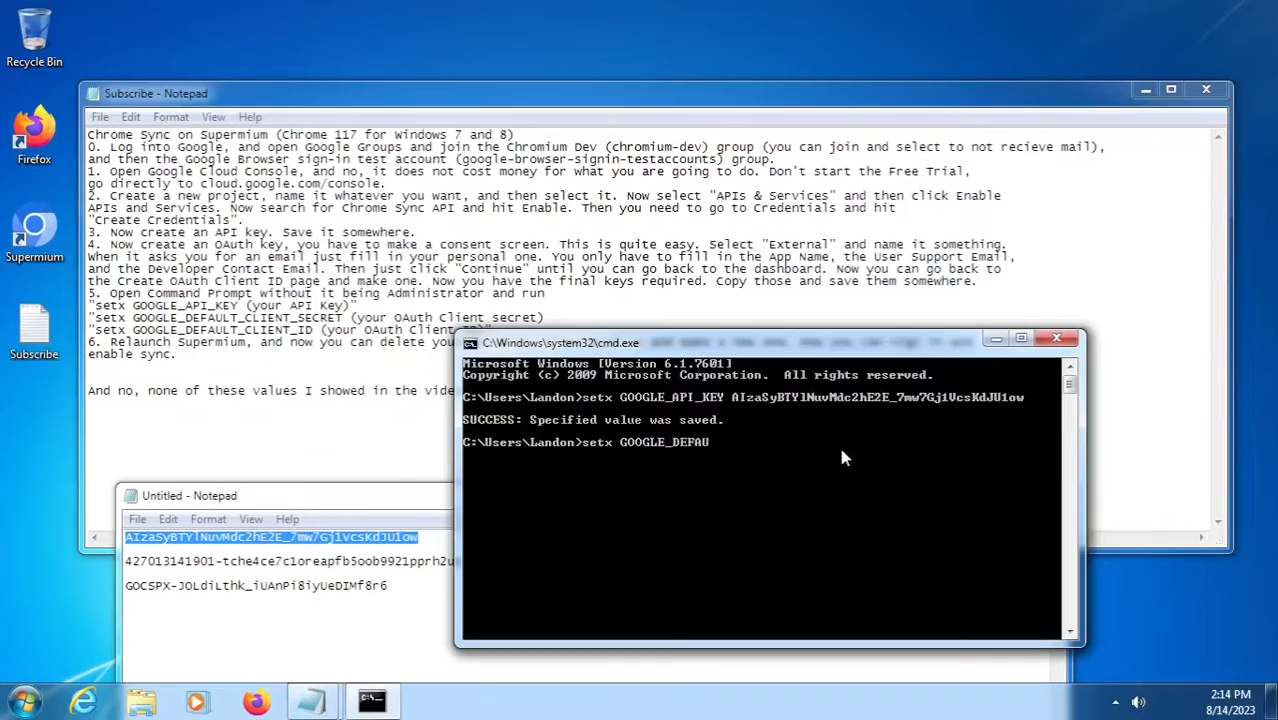 Recycle Bin
Firefox
Supermium
Subscribe
Subscribe - Notepad
File Edit Format View Help
Chrome Sync on Supermium (Chrome 117 for Windows 7 and 8)
0. Log into Google, and open Google Groups and join the Chromium Dev (chromium-dev) group (you can join and select to not recieve mail),
and then the Google Browser sign-in test account (google-browser-signin-testaccounts) group.
1. Open Google Cloud Console, and no, it does not cost money for what you are going to do. Don't start the Free Trial,
go directly to cloud.google.com/console.
2. Create a new project, name it whatever you want, and then select it. Now select "APIs & Services" and then click Enable
APIs and Services. Now search for Chrome Sync API and hit Enable. Then you need to go to Credentials and hit
"Create Credentials".
3. Now create an API key. Save it somewhere.
4. Now create an OAuth key, you have to make a consent screen. This is quite easy. Select "External" and name it something.
When it asks you for an email just fill in your personal one. You only have to fill in the App Name, the User Support Email,
and the Developer Contact Email. Then just click "Continue" until you can go back to the dashboard. Now you can go back to
the Create OAuth Client ID page and make one. Now you have the final keys required. Copy those and save them somewhere.
5. Open Command Prompt without it being Administrator and run
"setx GOOGLE_API_KEY (your API Key)"
"setx GOOGLE_DEFAULT_CLIENT_SECRET (your OAuth Client secret)
"setx GOOGLE_DEFAULT_CLIENT_ID (your OAuth Client ID)"
6. Relaunch Supermium, and now you can delete you
enable sync.
And no, none of these values I showed in the vide
C:\Windows\system32\cmd.exe
Microsoft Windows [Version 6.1.7601]
Copyright (c) 2009 Microsoft Corporation. All rights reserved.
C:\Users\Landon>setx GOOGLE_API_KEY AIzaSyBTYlNuvMdc2hE2E_7mw7Gj1VcsKdJU1ow
SUCCESS: Specified value was saved.
C:\Users\Landon>setx GOOGLE_DEFAU
Untitled - Notepad
File Edit Format View Help
AIzaSyBTYlNuvMdc2hE2E_7mw7Gj1VcsKdJU1ow
427013141901-tche4ce7c1oreapfb5oob9921pprh2u
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
2:14 PM
8/14/2023